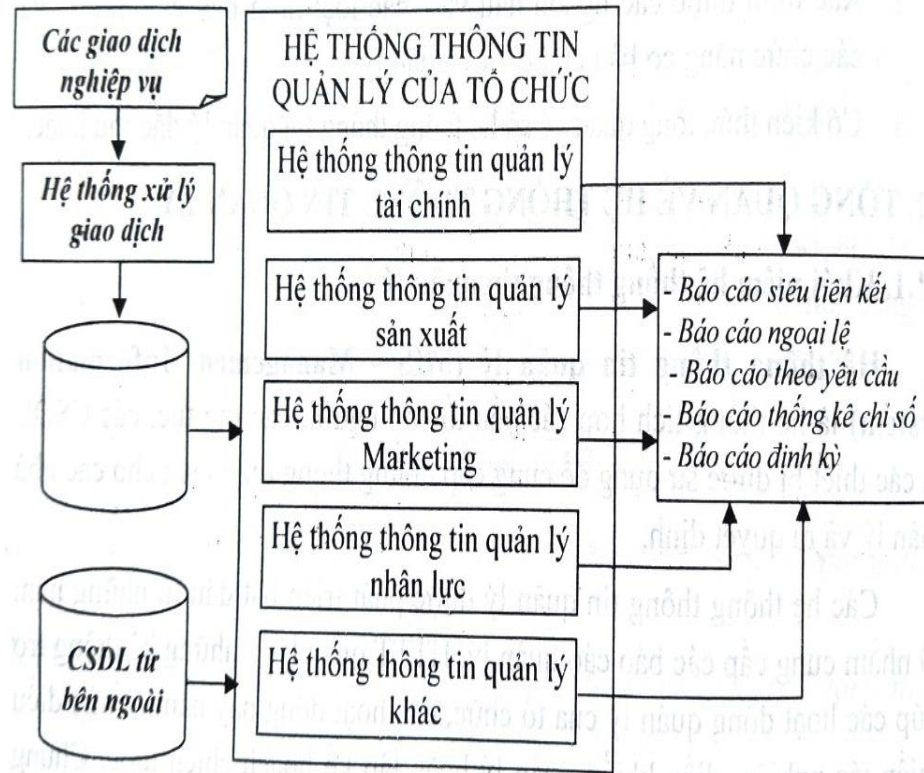 Các giao dịch
nghiệp vụ
Hệ thống xử lý
giao dịch
CSDL từ
bên ngoài
HỆ THỐNG THÔNG TIN
QUẢN LÝ CỦA TỔ CHỨC
Hệ thống thông tin quản lý
tài chính
Hệ thống thông tin quản lý
sản xuất
Hệ thống thông tin quản lý
Marketing
Hệ thống thông tin quản lý
nhân lực
Hệ thống thông tin quản lý
khác
- Báo cáo siêu liên kết
- Báo cáo ngoại lệ
- Báo cáo theo yêu cầu
- Báo cáo thống kê chỉ số
- Báo cáo định kỳ